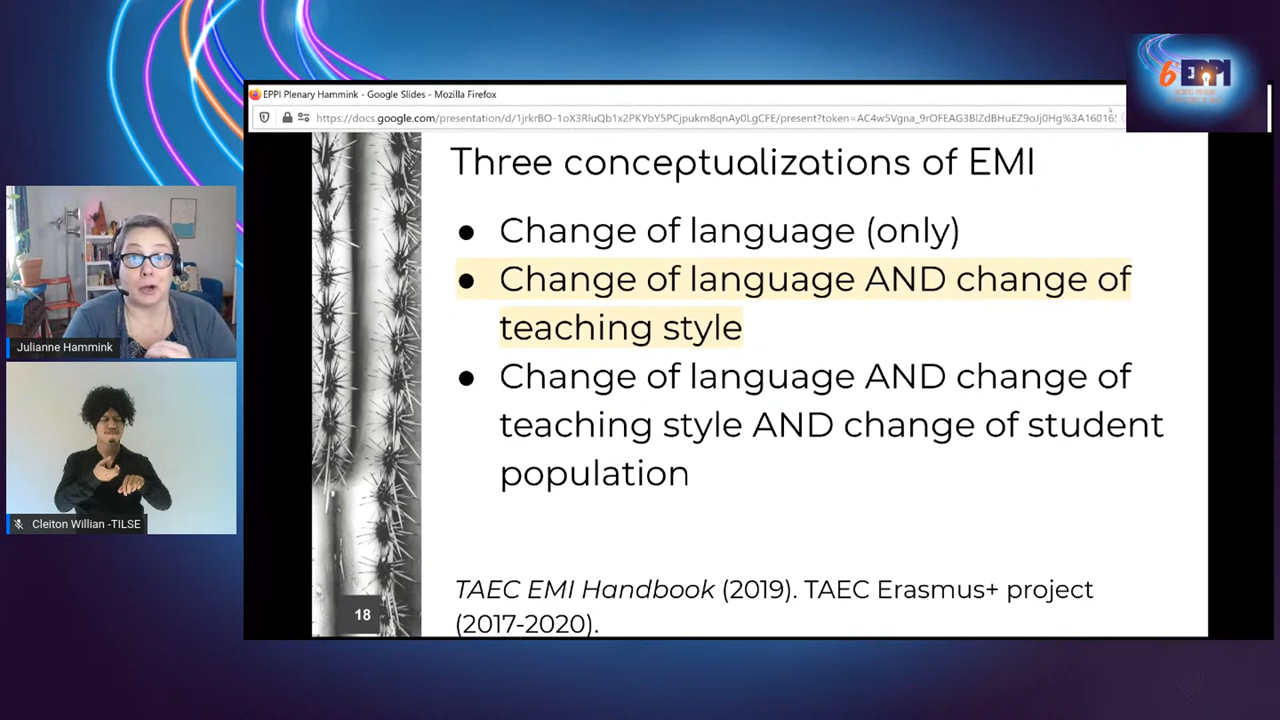 EPPI Plenary Hammink - Google Slides - Mozilla Firefox
6 EPPI
Three conceptualizations of EMI
● Change of language (only)
● Change of language AND change of
teaching style
● Change of language AND change of
teaching style AND change of student
population
TAEC EMI Handbook (2019). TAEC Erasmus+ project
(2017-2020).
18
Julianne Hammink
Cleiton Willian -TILSE